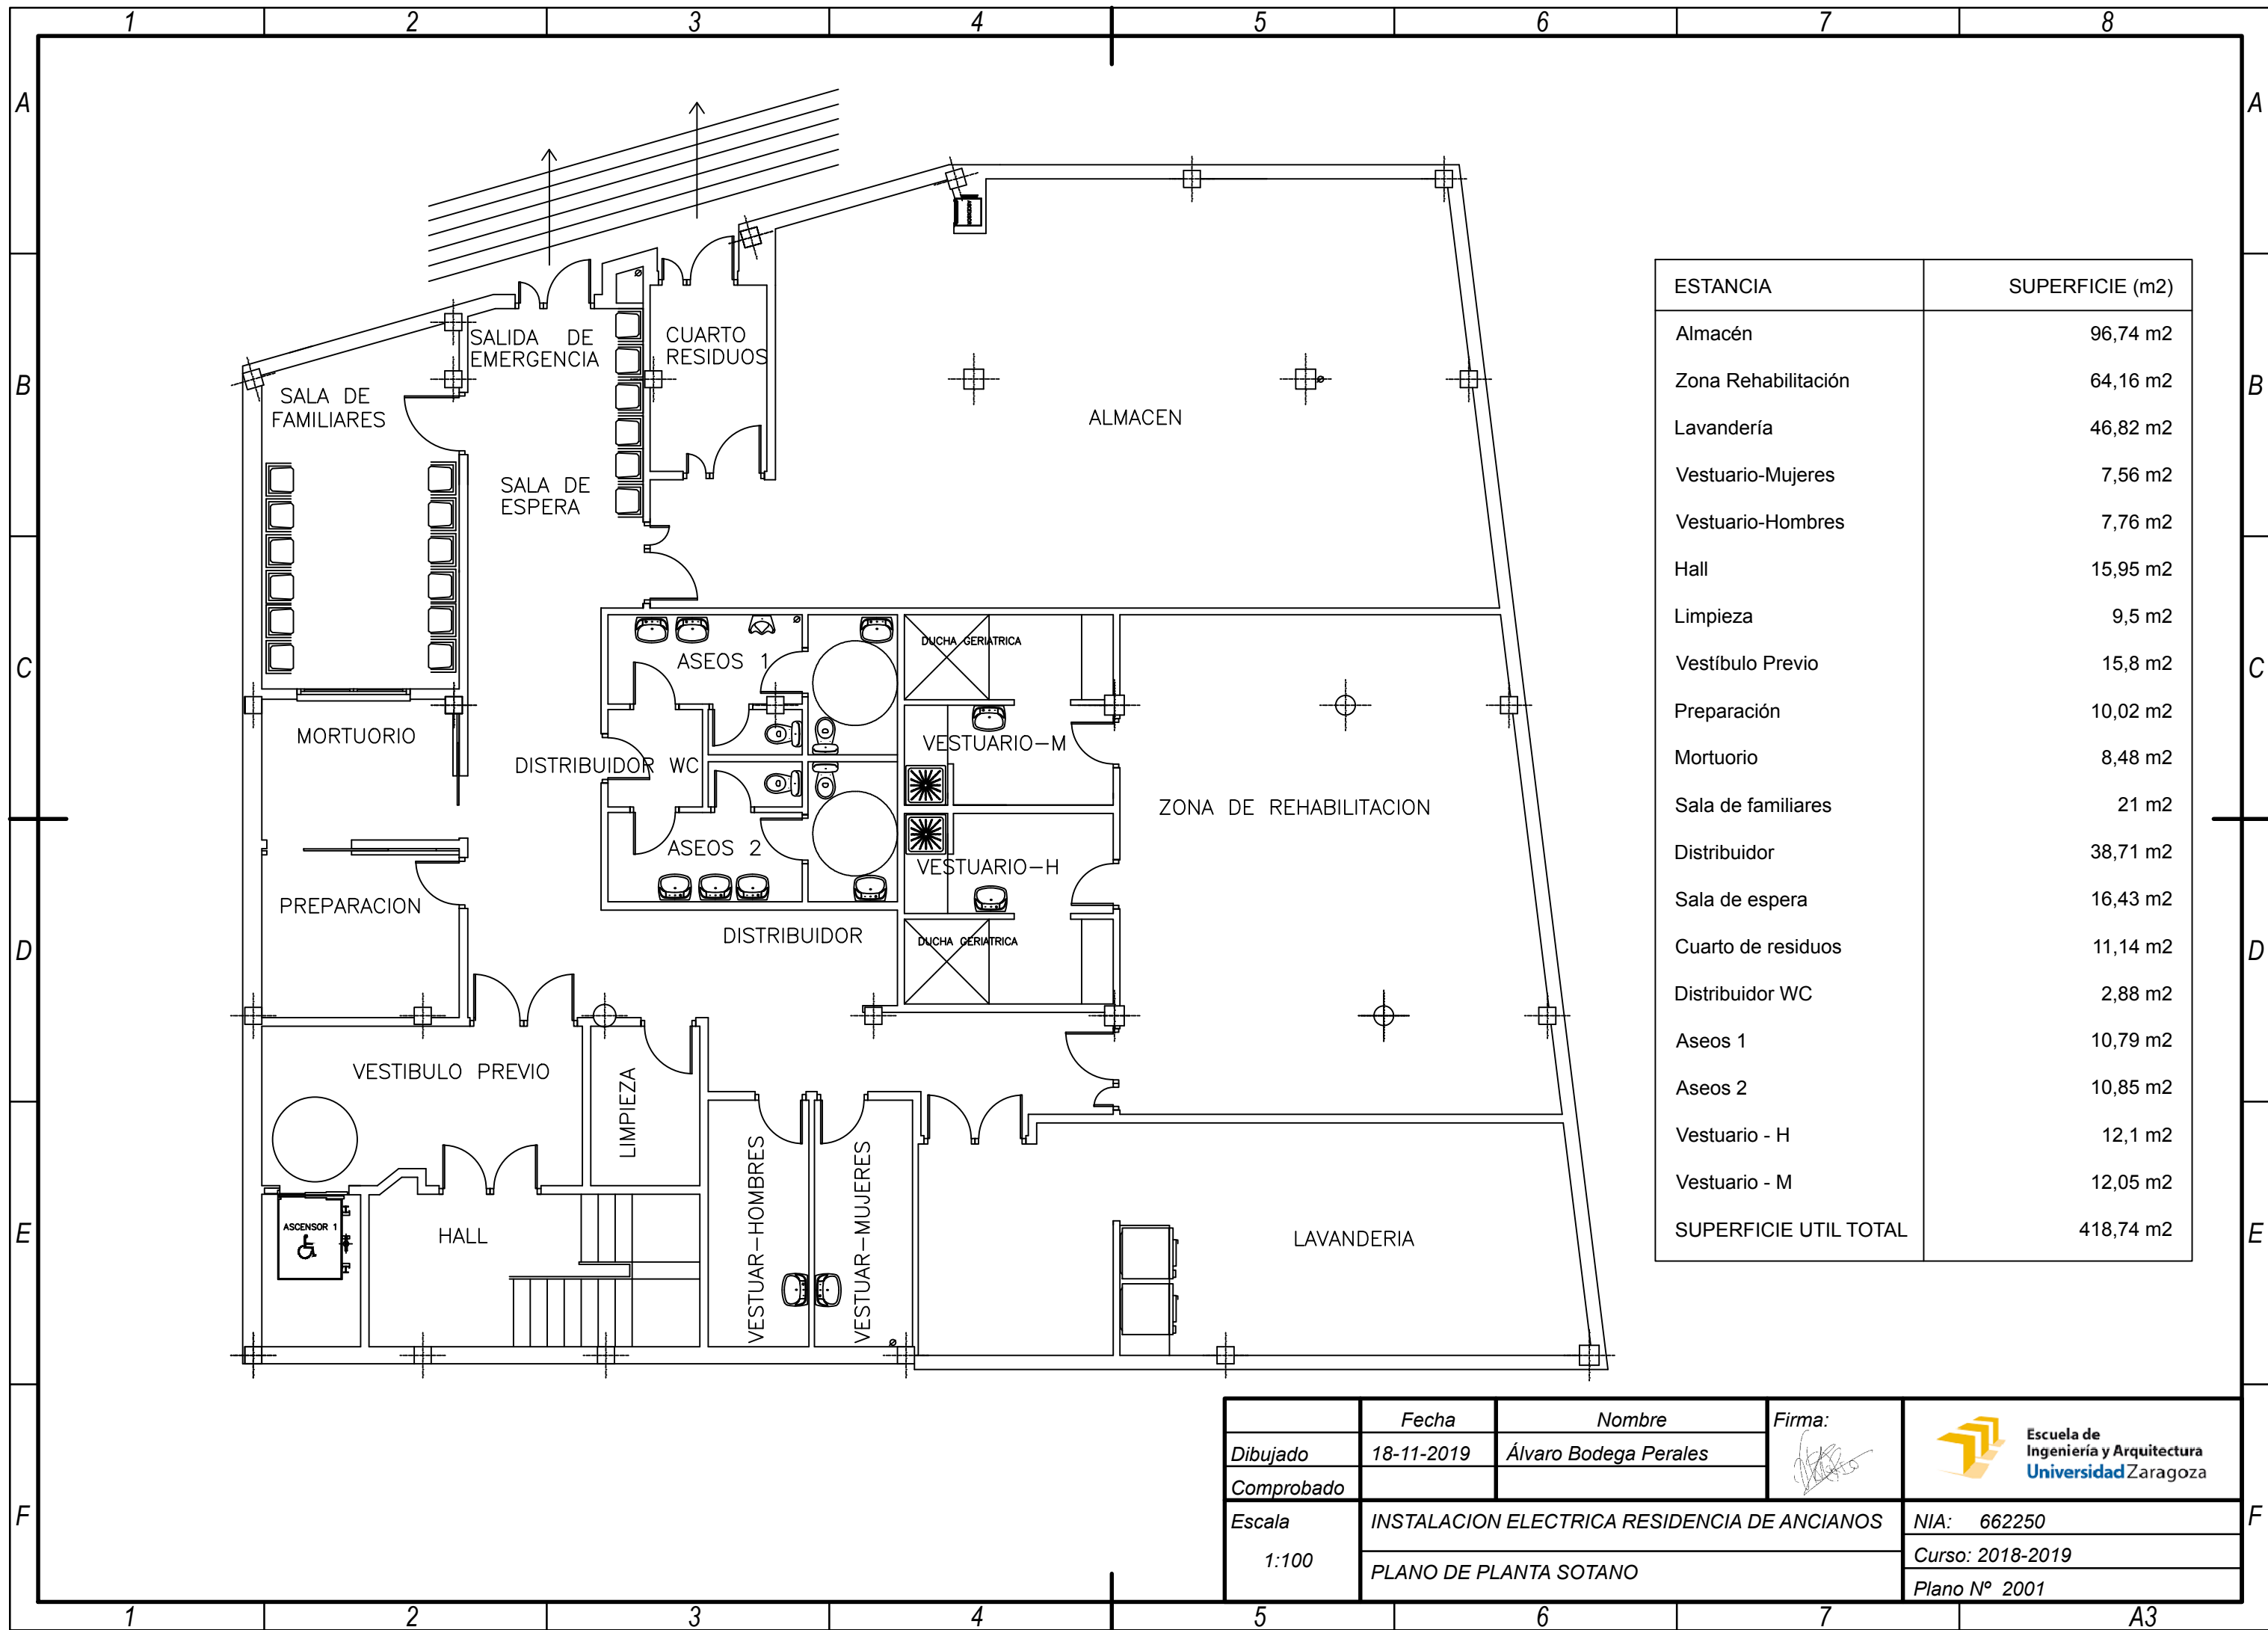 1 2 3 4 5 6 7 8
A A
B B
C C
D D
E E
F F
SALIDA DE
EMERGENCIA
CUARTO
RESIDUOS
SALA DE
FAMILIARES
ALMACEN
SALA DE
ESPERA
ASEOS 1
DUCHA GERIATRICA
MORTUORIO
VESTUARIO-M
DISTRIBUIDOR WC
ZONA DE REHABILITACION
ASEOS 2
VESTUARIO-H
PREPARACION
DISTRIBUIDOR
DUCHA GERIATRICA
VESTIBULO PREVIO
LIMPIEZA
VESTUAR-HOMBRES
VESTUAR-MUJERES
ASCENSOR 1
HALL
LAVANDERIA
ESTANCIA SUPERFICIE (m2)
Almacén 96,74 m2
Zona Rehabilitación 64,16 m2
Lavandería 46,82 m2
Vestuario-Mujeres 7,56 m2
Vestuario-Hombres 7,76 m2
Hall 15,95 m2
Limpieza 9,5 m2
Vestíbulo Previo 15,8 m2
Preparación 10,02 m2
Mortuorio 8,48 m2
Sala de familiares 21 m2
Distribuidor 38,71 m2
Sala de espera 16,43 m2
Cuarto de residuos 11,14 m2
Distribuidor WC 2,88 m2
Aseos 1 10,79 m2
Aseos 2 10,85 m2
Vestuario - H 12,1 m2
Vestuario - M 12,05 m2
SUPERFICIE UTIL TOTAL 418,74 m2
Fecha Nombre Firma:
Dibujado 18-11-2019 Álvaro Bodega Perales
Comprobado
Escuela de
Ingeniería y Arquitectura
Universidad Zaragoza
Escala
1:100
INSTALACION ELECTRICA RESIDENCIA DE ANCIANOS
PLANO DE PLANTA SOTANO
NIA: 662250
Curso: 2018-2019
Plano Nº 2001
1 2 3 4 5 6 7 A3